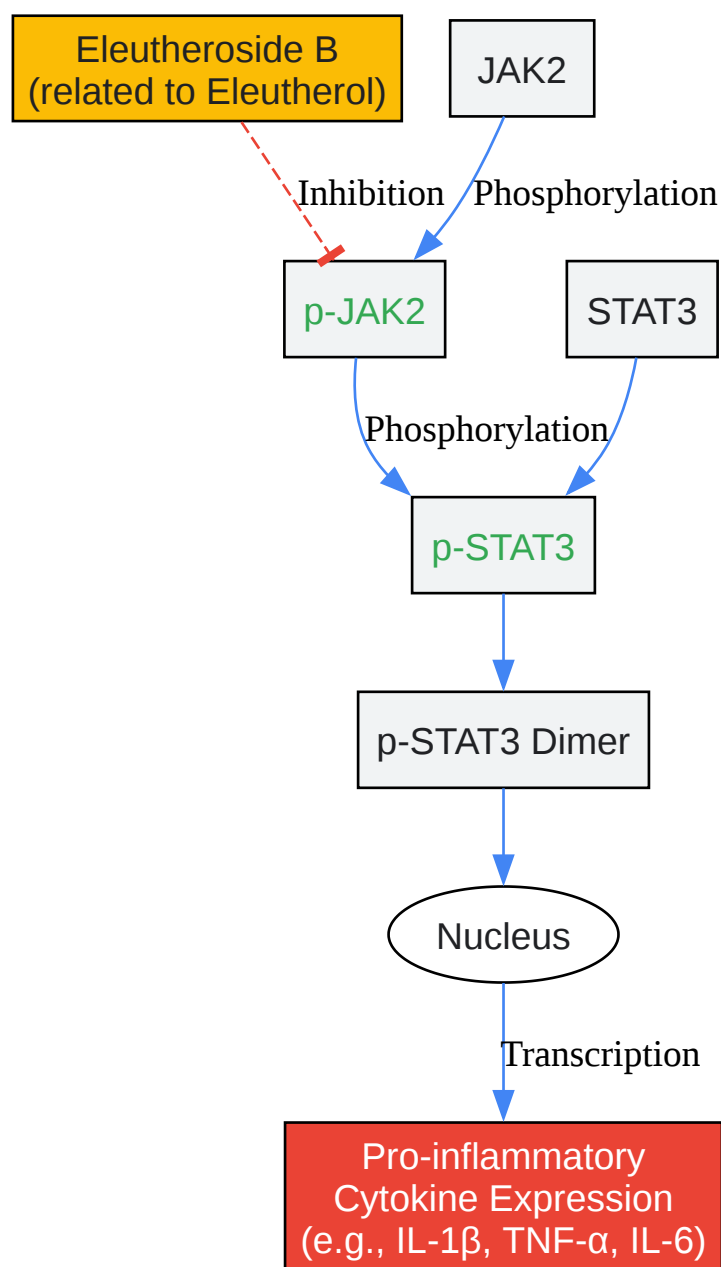 Eleutheroside B
(related to Eleutherol)
JAK2
Inhibition
Phosphorylation
p-JAK2
STAT3
Phosphorylation
p-STAT3
p-STAT3 Dimer
Nucleus
Transcription
Pro-inflammatory
Cytokine Expression
(e.g., IL-1β, TNF-α, IL-6)